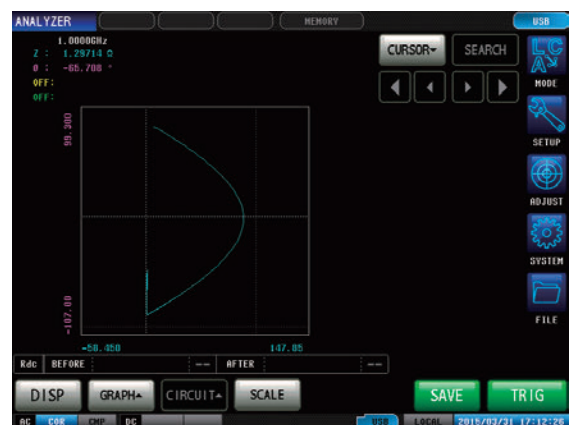 ANALYZER MEMORY USB
1.0000GHz
Z : 1.29714 Ω
θ : -65.708 °
OFF:
OFF:
CURSOR SEARCH
MODE
SETUP
ADJUST
SYSTEM
FILE
99.300
-107.00
-58.450 147.85
Rdc BEFORE -- AFTER --
DISP GRAPH CIRCUIT SCALE SAVE TRIG
AC COR CMP DC USB LOCAL 2015/03/31 17:12:26